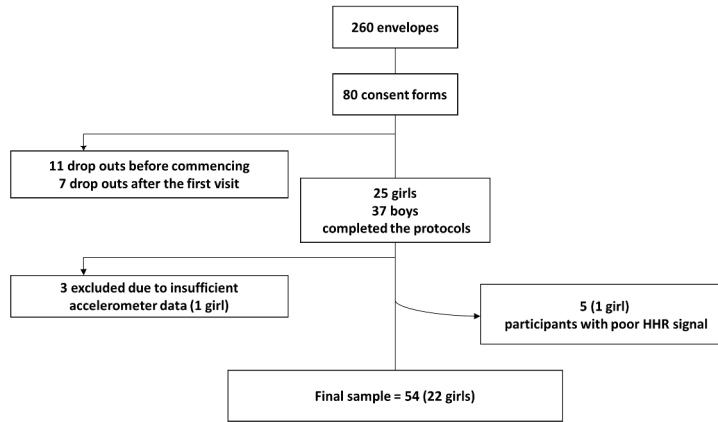 260 envelopes
80 consent forms
11 drop outs before commencing
7 drop outs after the first visit
25 girls
37 boys
completed the protocols
3 excluded due to insufficient
accelerometer data (1 girl)
5 (1 girl)
participants with poor HHR signal
Final sample = 54 (22 girls)